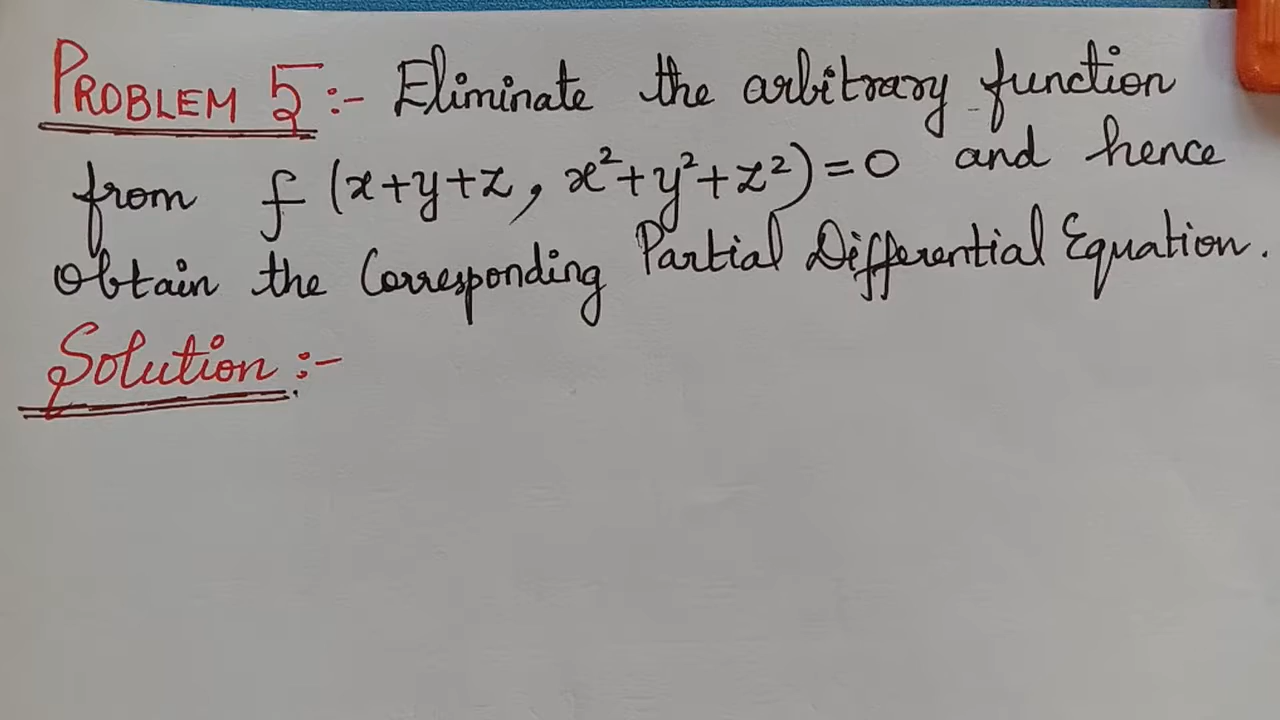 PROBLEM 5 :- Eliminate the arbitrary function
from f (x+y+z, x²+y²+z²)=0 and hence
Obtain the Corresponding Partial Differential Equation.
Solution :-